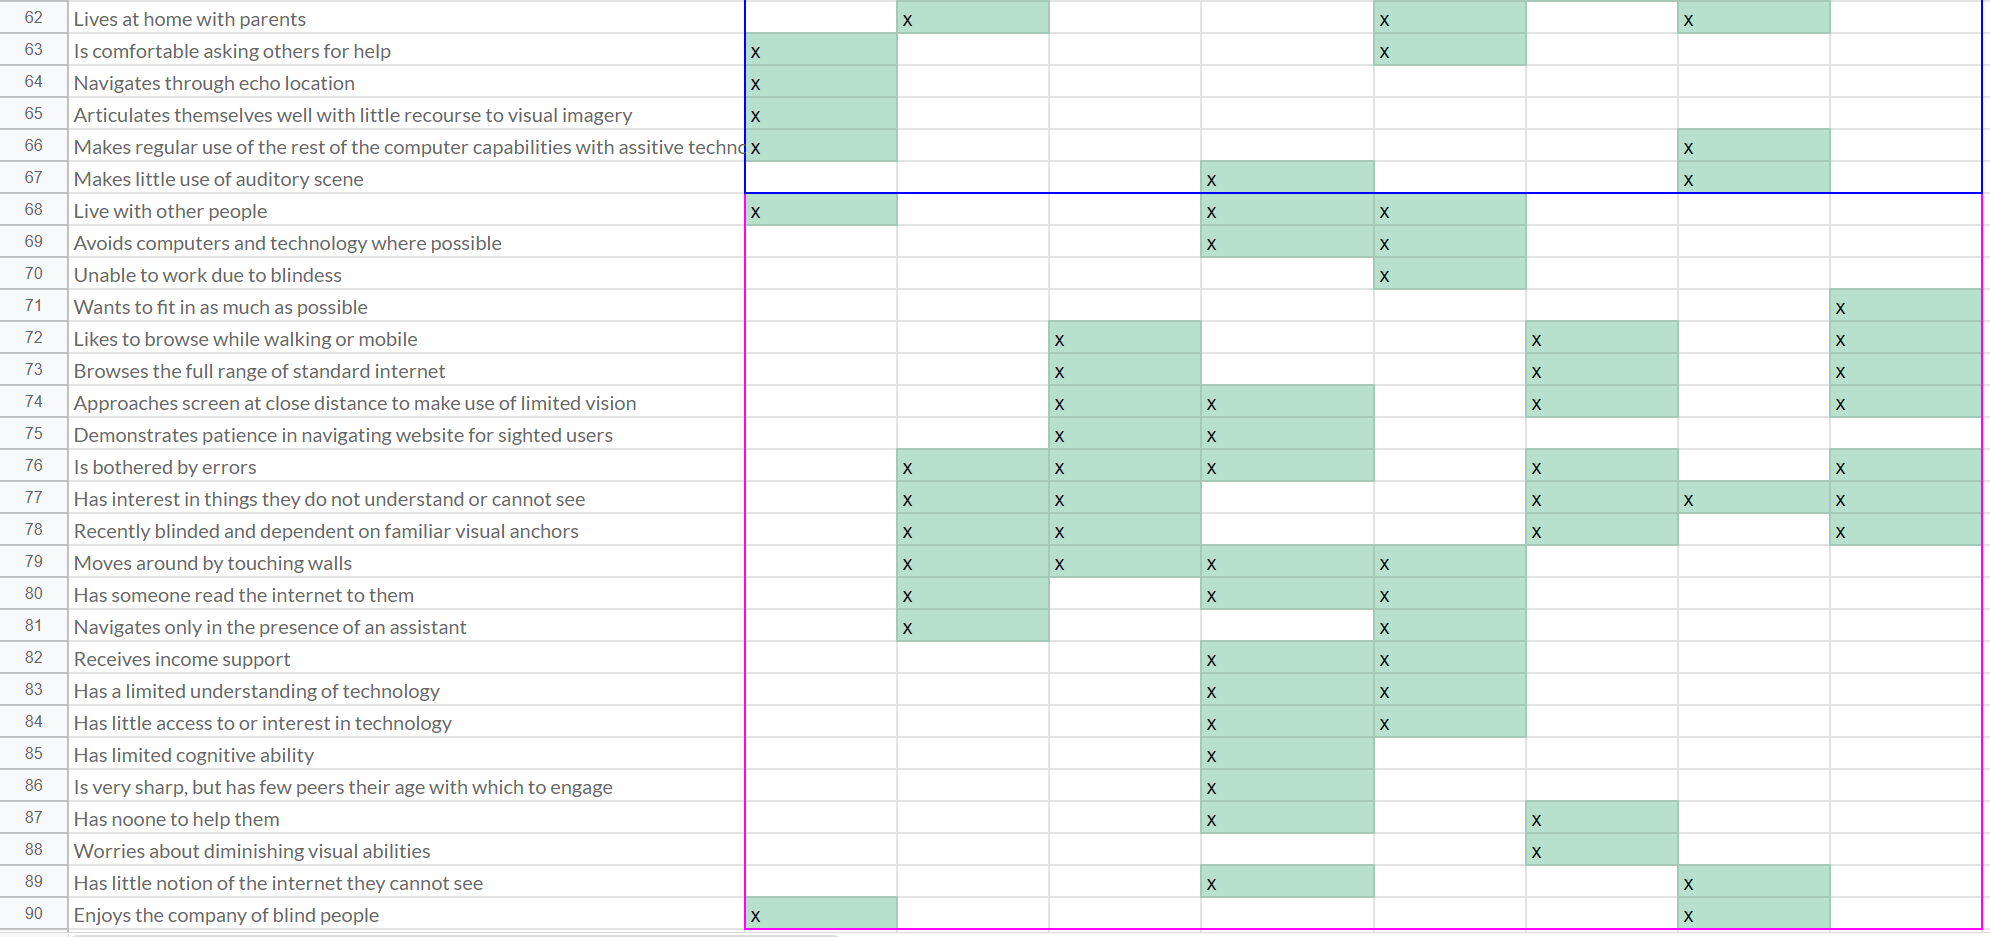 62 Lives at home with parents x x x
63 Is comfortable asking others for help x x
64 Navigates through echo location x
65 Articulates themselves well with little recourse to visual imagery x
66 Makes regular use of the rest of the computer capabilities with assitive techno x x
67 Makes little use of auditory scene x x
68 Live with other people x x x
69 Avoids computers and technology where possible x x
70 Unable to work due to blindess x
71 Wants to fit in as much as possible x
72 Likes to browse while walking or mobile x x x
73 Browses the full range of standard internet x x x
74 Approaches screen at close distance to make use of limited vision x x x x
75 Demonstrates patience in navigating website for sighted users x x
76 Is bothered by errors x x x x x
77 Has interest in things they do not understand or cannot see x x x x x
78 Recently blinded and dependent on familiar visual anchors x x x x
79 Moves around by touching walls x x x x
80 Has someone read the internet to them x x x
81 Navigates only in the presence of an assistant x x
82 Receives income support x x
83 Has a limited understanding of technology x x
84 Has little access to or interest in technology x x
85 Has limited cognitive ability x
86 Is very sharp, but has few peers their age with which to engage x
87 Has noone to help them x x
88 Worries about diminishing visual abilities x
89 Has little notion of the internet they cannot see x x
90 Enjoys the company of blind people x x